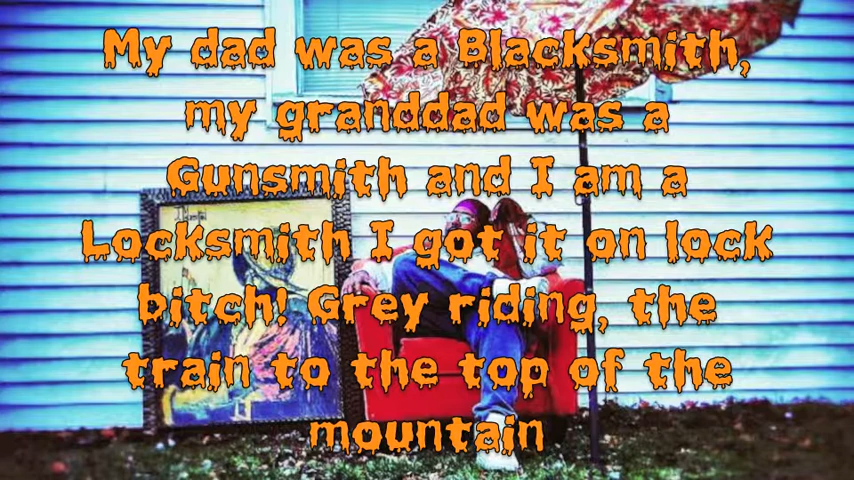 My dad was a Blacksmith,
my granddad was a
Gunsmith and I am a
Locksmith I got it on lock
bitch! Grey riding, the
train to the top of the
mountain